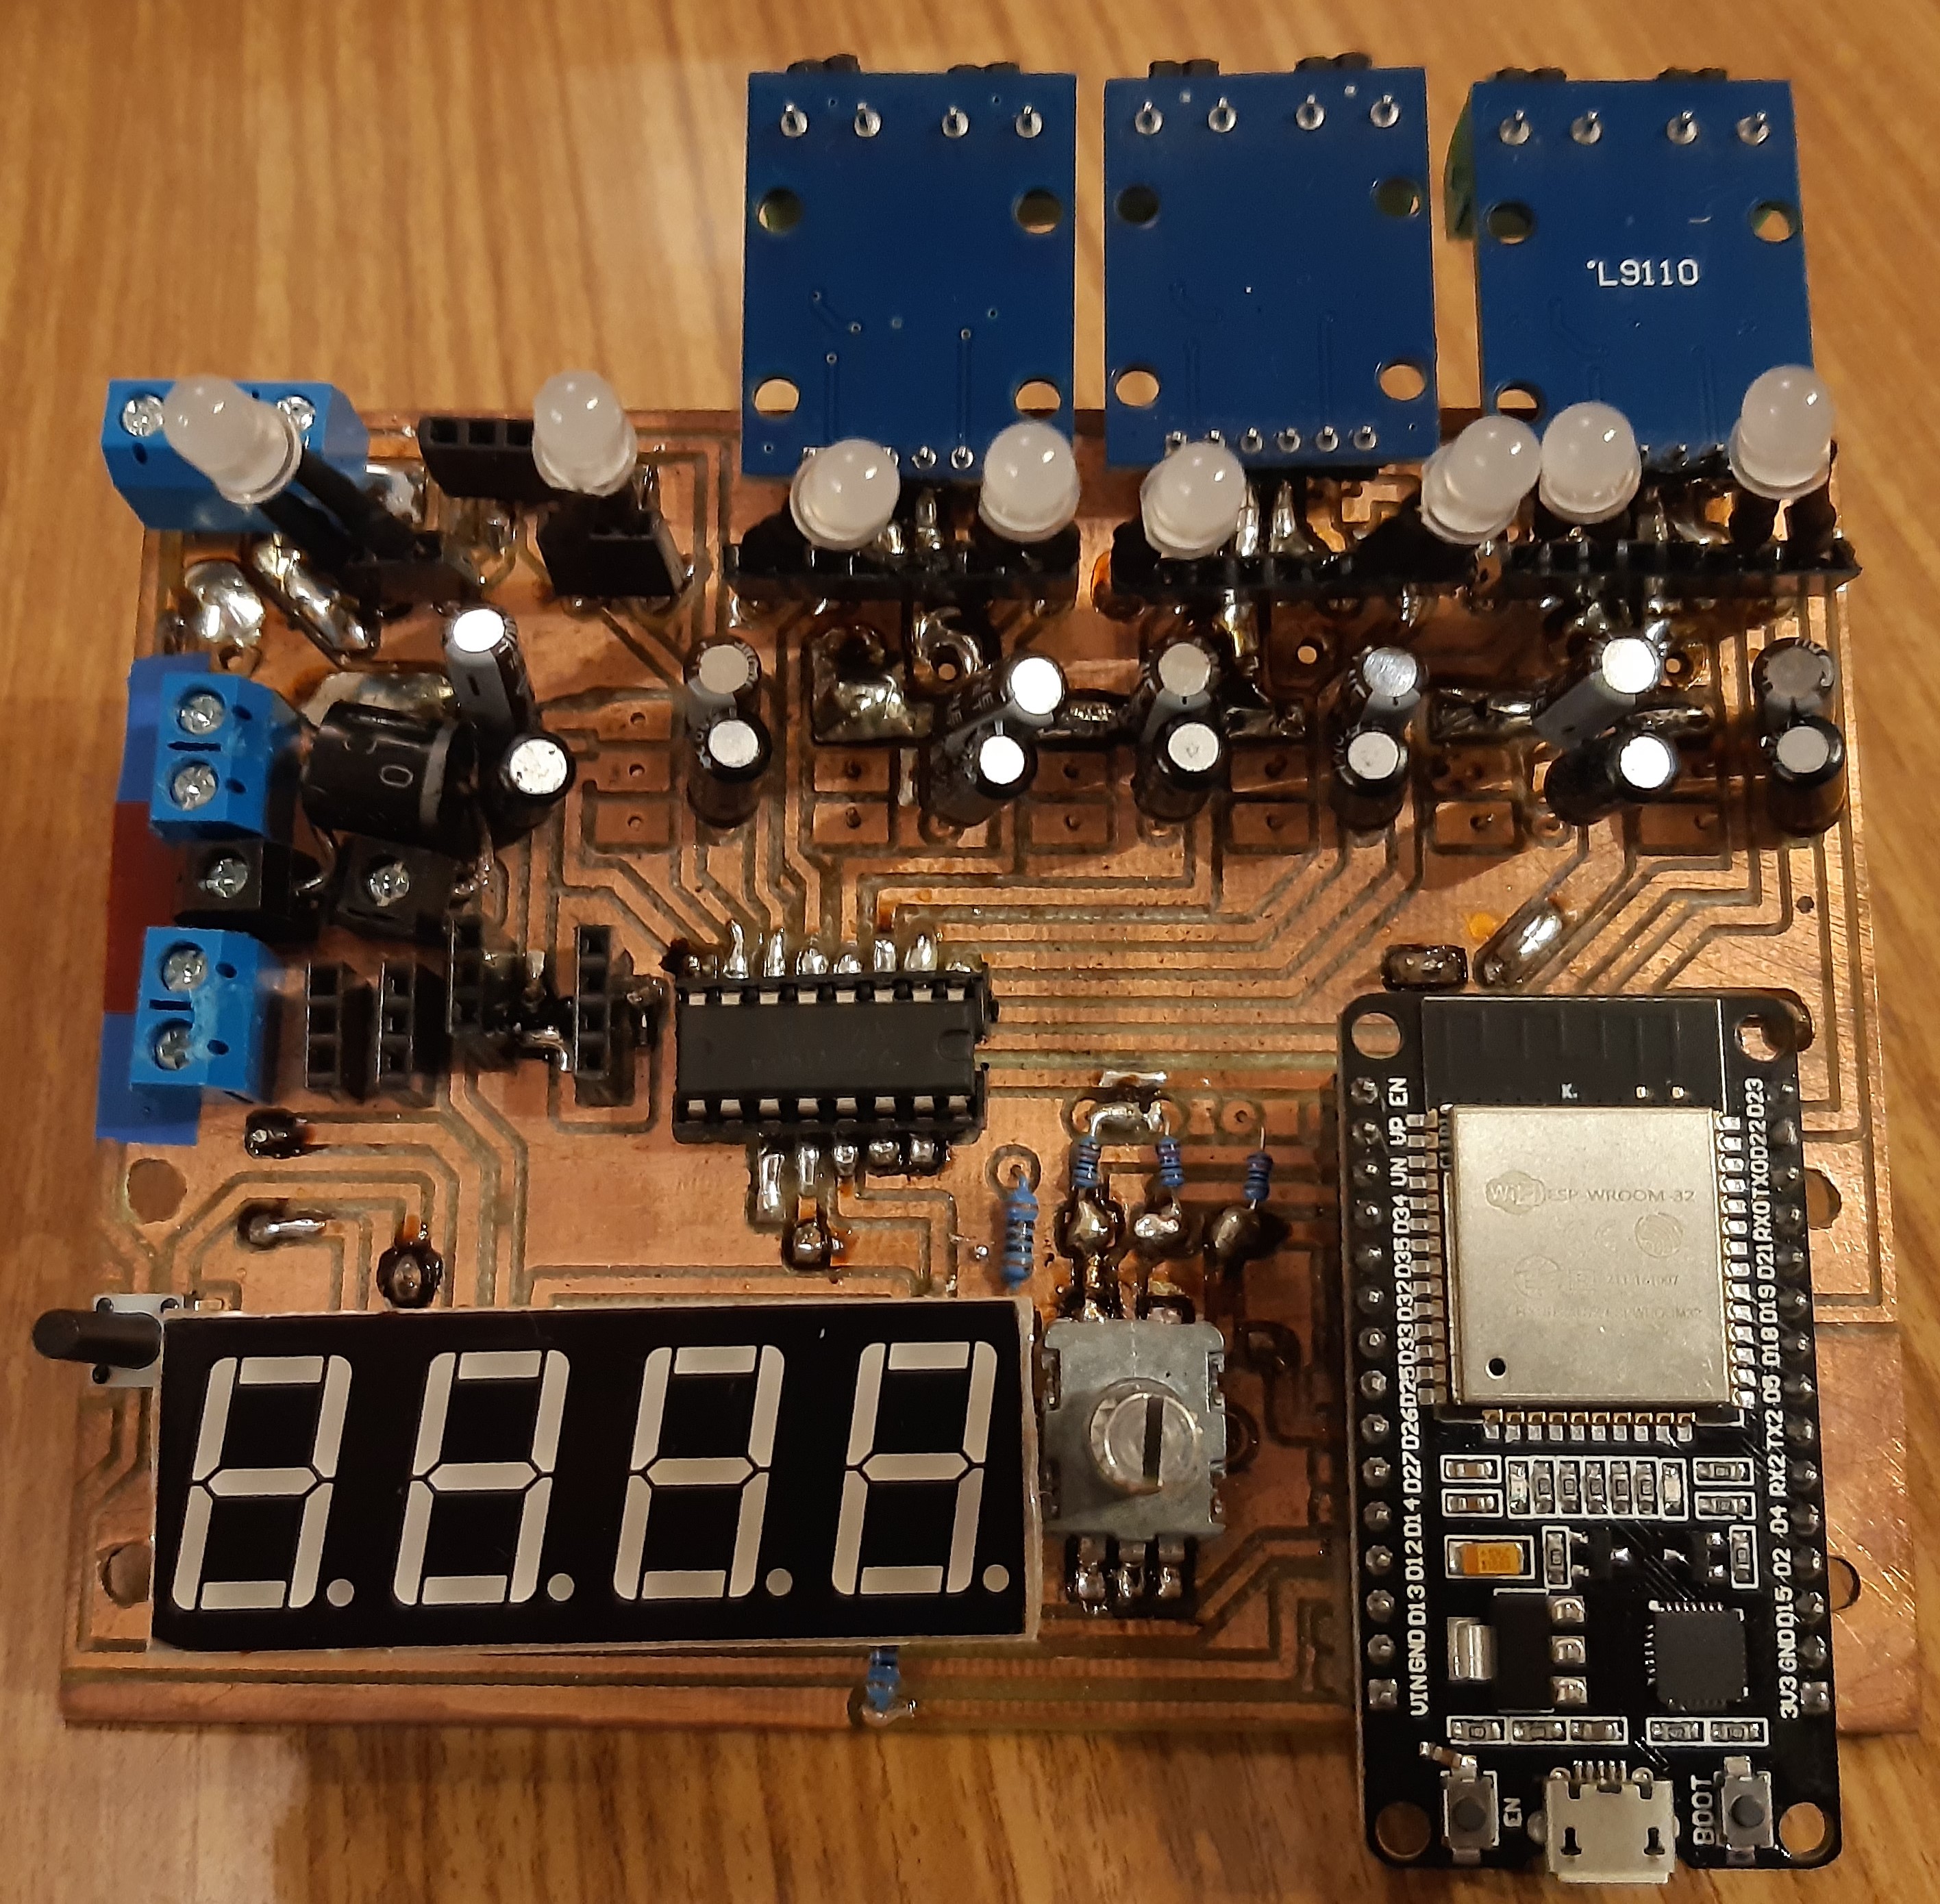 L9110
EN
VP
VN
D34
D35
D32
D33
D25
D26
D27
D14
D12
D13
GND
VIN
D23
D22
TX0
RX0
D21
D19
D18
D5
TX2
RX2
D4
D2
D15
GND
3V3
WiFi ESP-WROOM-32
EN
BOOT